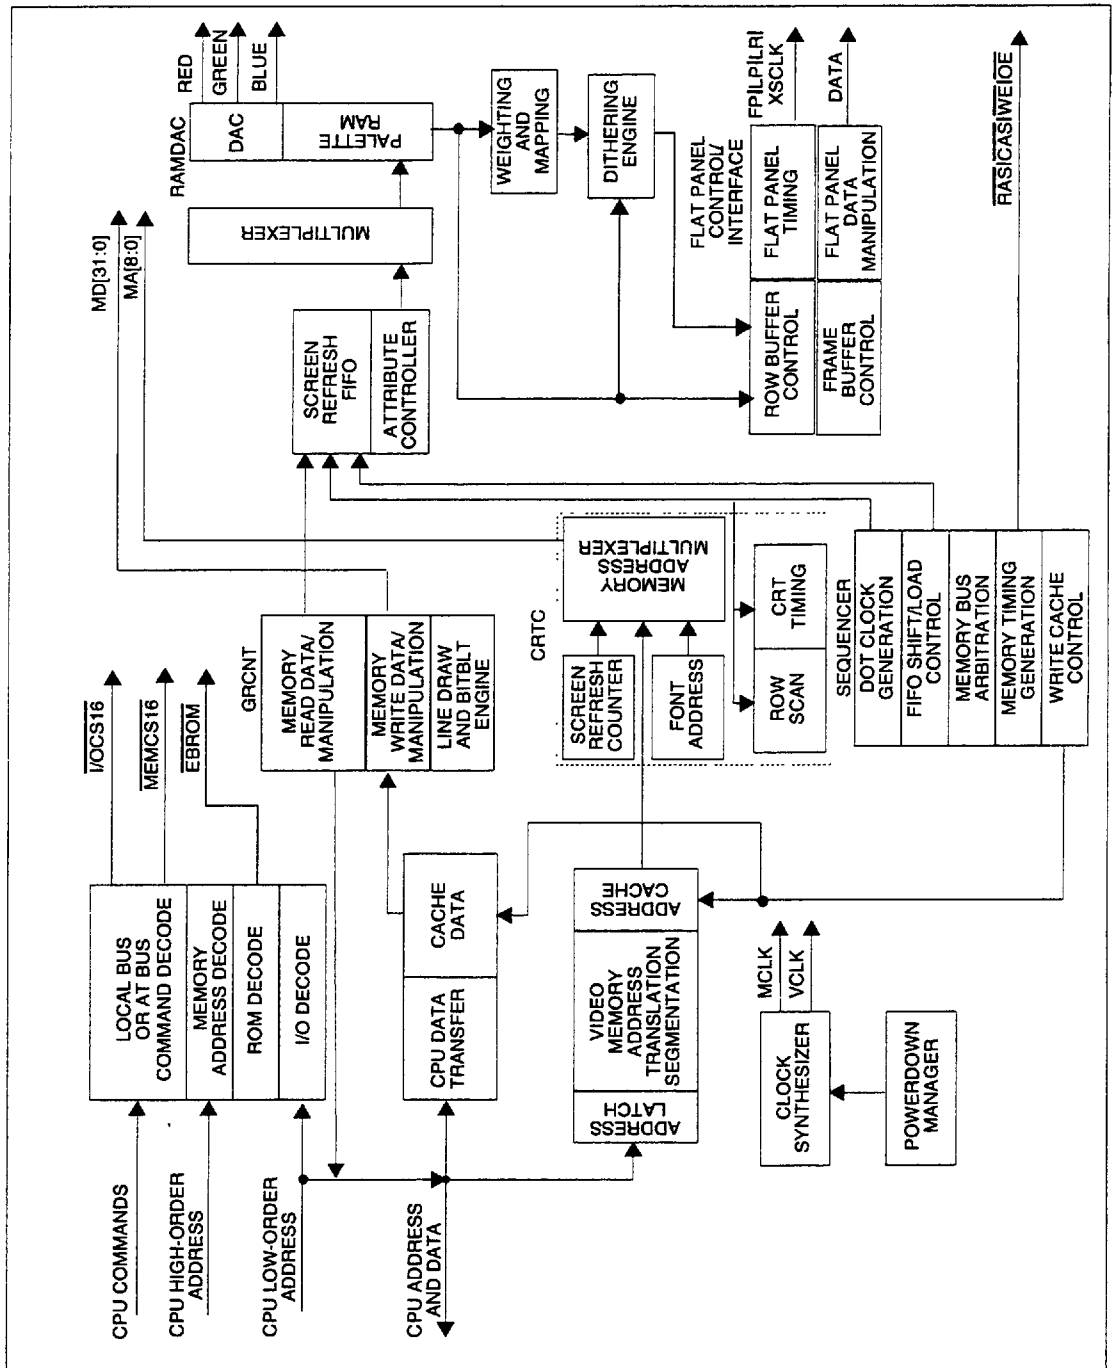 CPU COMMANDS
CPU HIGH-ORDER
ADDRESS
CPU LOW-ORDER
ADDRESS
CPU ADDRESS
AND DATA
LOCAL BUS
OR AT BUS
COMMAND DECODE
MEMORY
ADDRESS DECODE
ROM DECODE
I/O DECODE
I/OCS16
MEMCS16
EBROM
CPU DATA
TRANSFER
CACHE
DATA
ADDRESS
LATCH
VIDEO
MEMORY
ADDRESS
TRANSLATION
SEGMENTATION
ADDRESS
CACHE
CLOCK
SYNTHESIZER
MCLK
VCLK
POWERDOWN
MANAGER
GRCNT
MEMORY
READ DATA/
MANIPULATION
MEMORY
WRITE DATA/
MANIPULATION
LINE DRAW
AND BITBLT
ENGINE
CRTC
SCREEN
REFRESH
COUNTER
FONT
ADDRESS
MEMORY
ADDRESS
MULTIPLEXER
ROW
SCAN
CRT
TIMING
SEQUENCER
DOT CLOCK
GENERATION
FIFO SHIFT/LOAD
CONTROL
MEMORY BUS
ARBITRATION
MEMORY TIMING
GENERATION
WRITE CACHE
CONTROL
MD[31:0]
MA[8:0]
SCREEN
REFRESH
FIFO
ATTRIBUTE
CONTROLLER
MULTIPLEXER
RAMDAC
DAC
PALETTE
RAM
RED
GREEN
BLUE
WEIGHTING
AND
MAPPING
DITHERING
ENGINE
FLAT PANEL
CONTROL/
INTERFACE
ROW BUFFER
CONTROL
FLAT PANEL
TIMING
FRAME
BUFFER
CONTROL
FLAT PANEL
DATA
MANIPULATION
FPILPILRI
XSCLK
DATA
RASICASIWEIOE